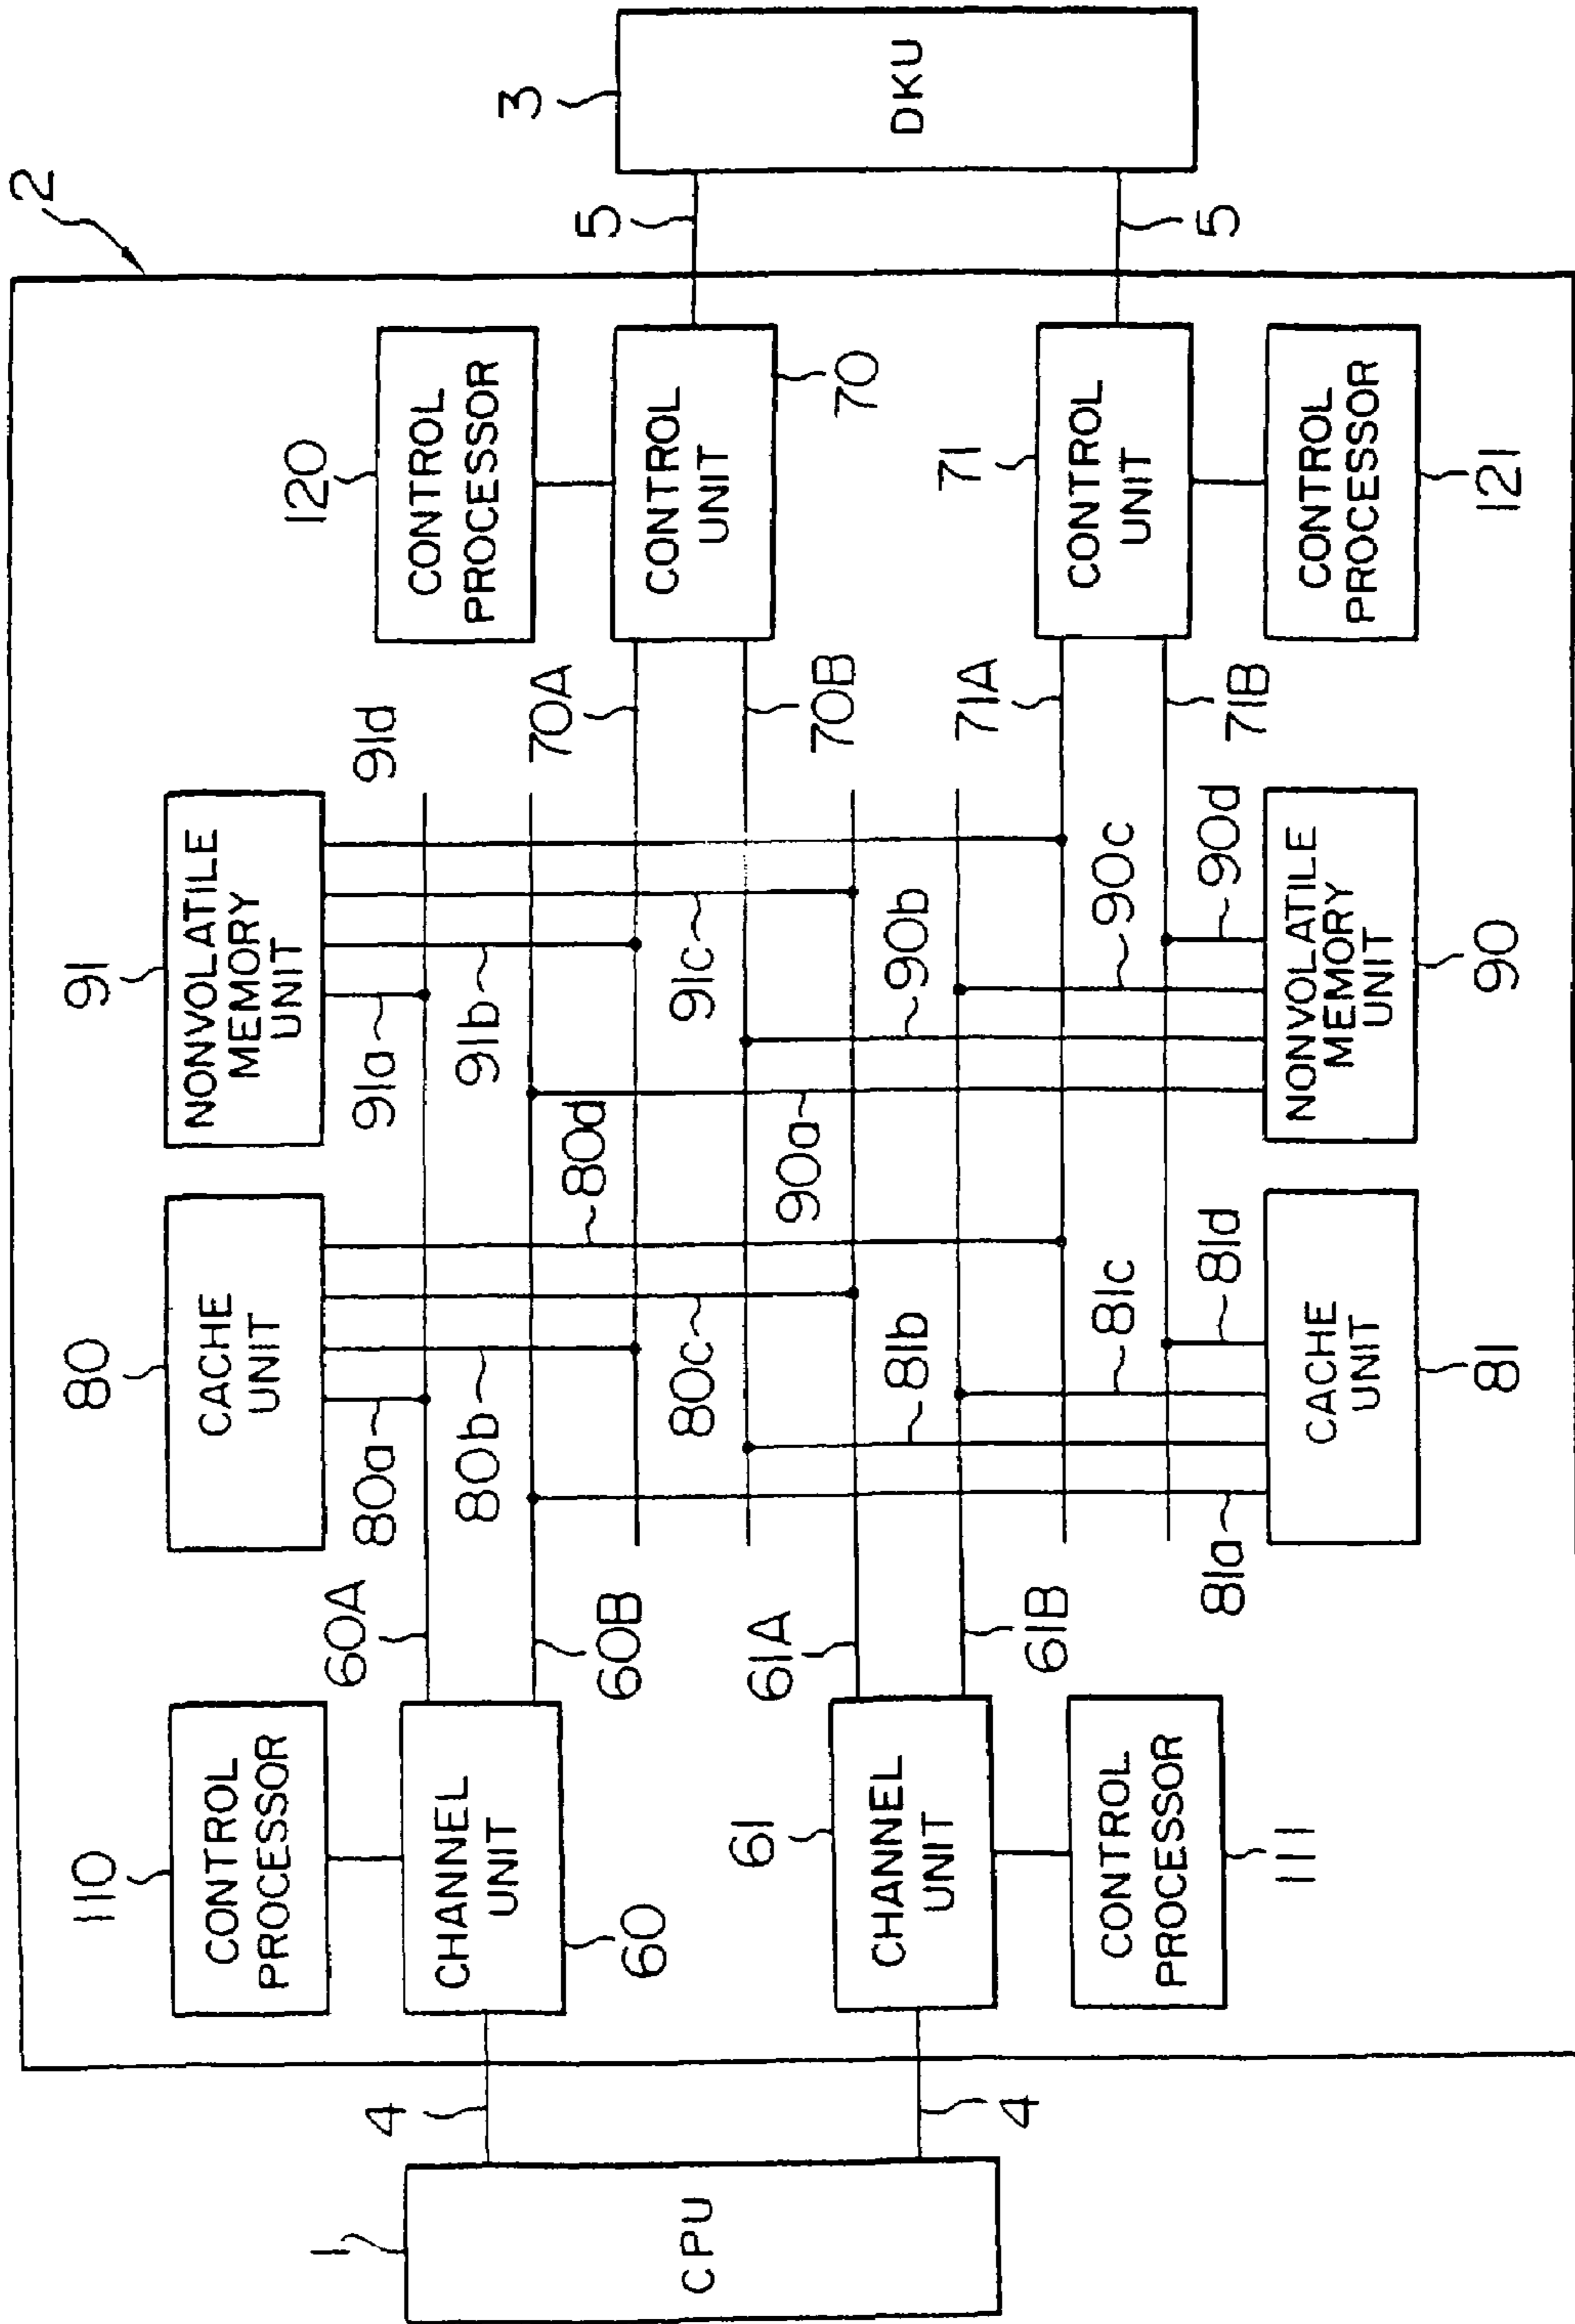 2
1
CPU
4
4
3
DKU
5
5
110
CONTROL
PROCESSOR
CHANNEL
UNIT
60
60A
60B
61
CHANNEL
UNIT
61A
61B
CONTROL
PROCESSOR
111
80
CACHE
UNIT
80a
80b
80c
80d
91
NONVOLATILE
MEMORY
UNIT
91a
91b
91c
91d
81a
81b
81c
81d
CACHE
UNIT
81
90a
90b
90c
90d
NONVOLATILE
MEMORY
UNIT
90
120
CONTROL
PROCESSOR
CONTROL
UNIT
70
70A
70B
71
CONTROL
UNIT
71A
71B
CONTROL
PROCESSOR
121